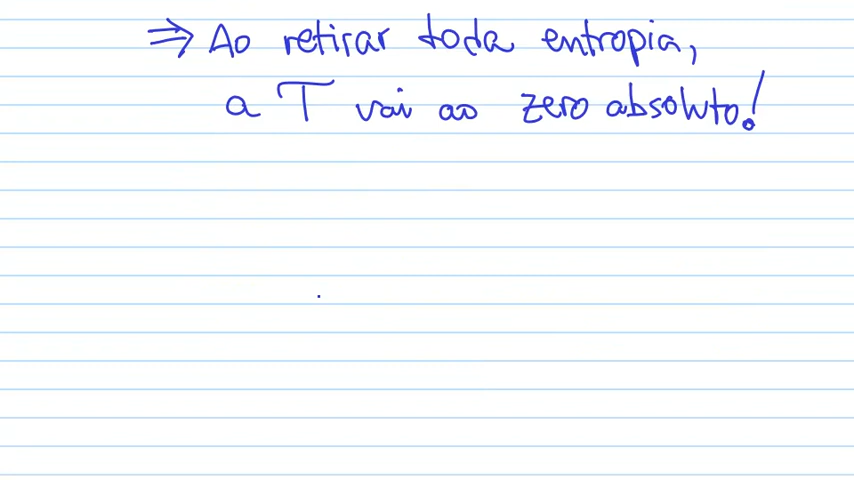 ⇒ Ao retirar toda entropia,
a T vai ao zero absoluto!